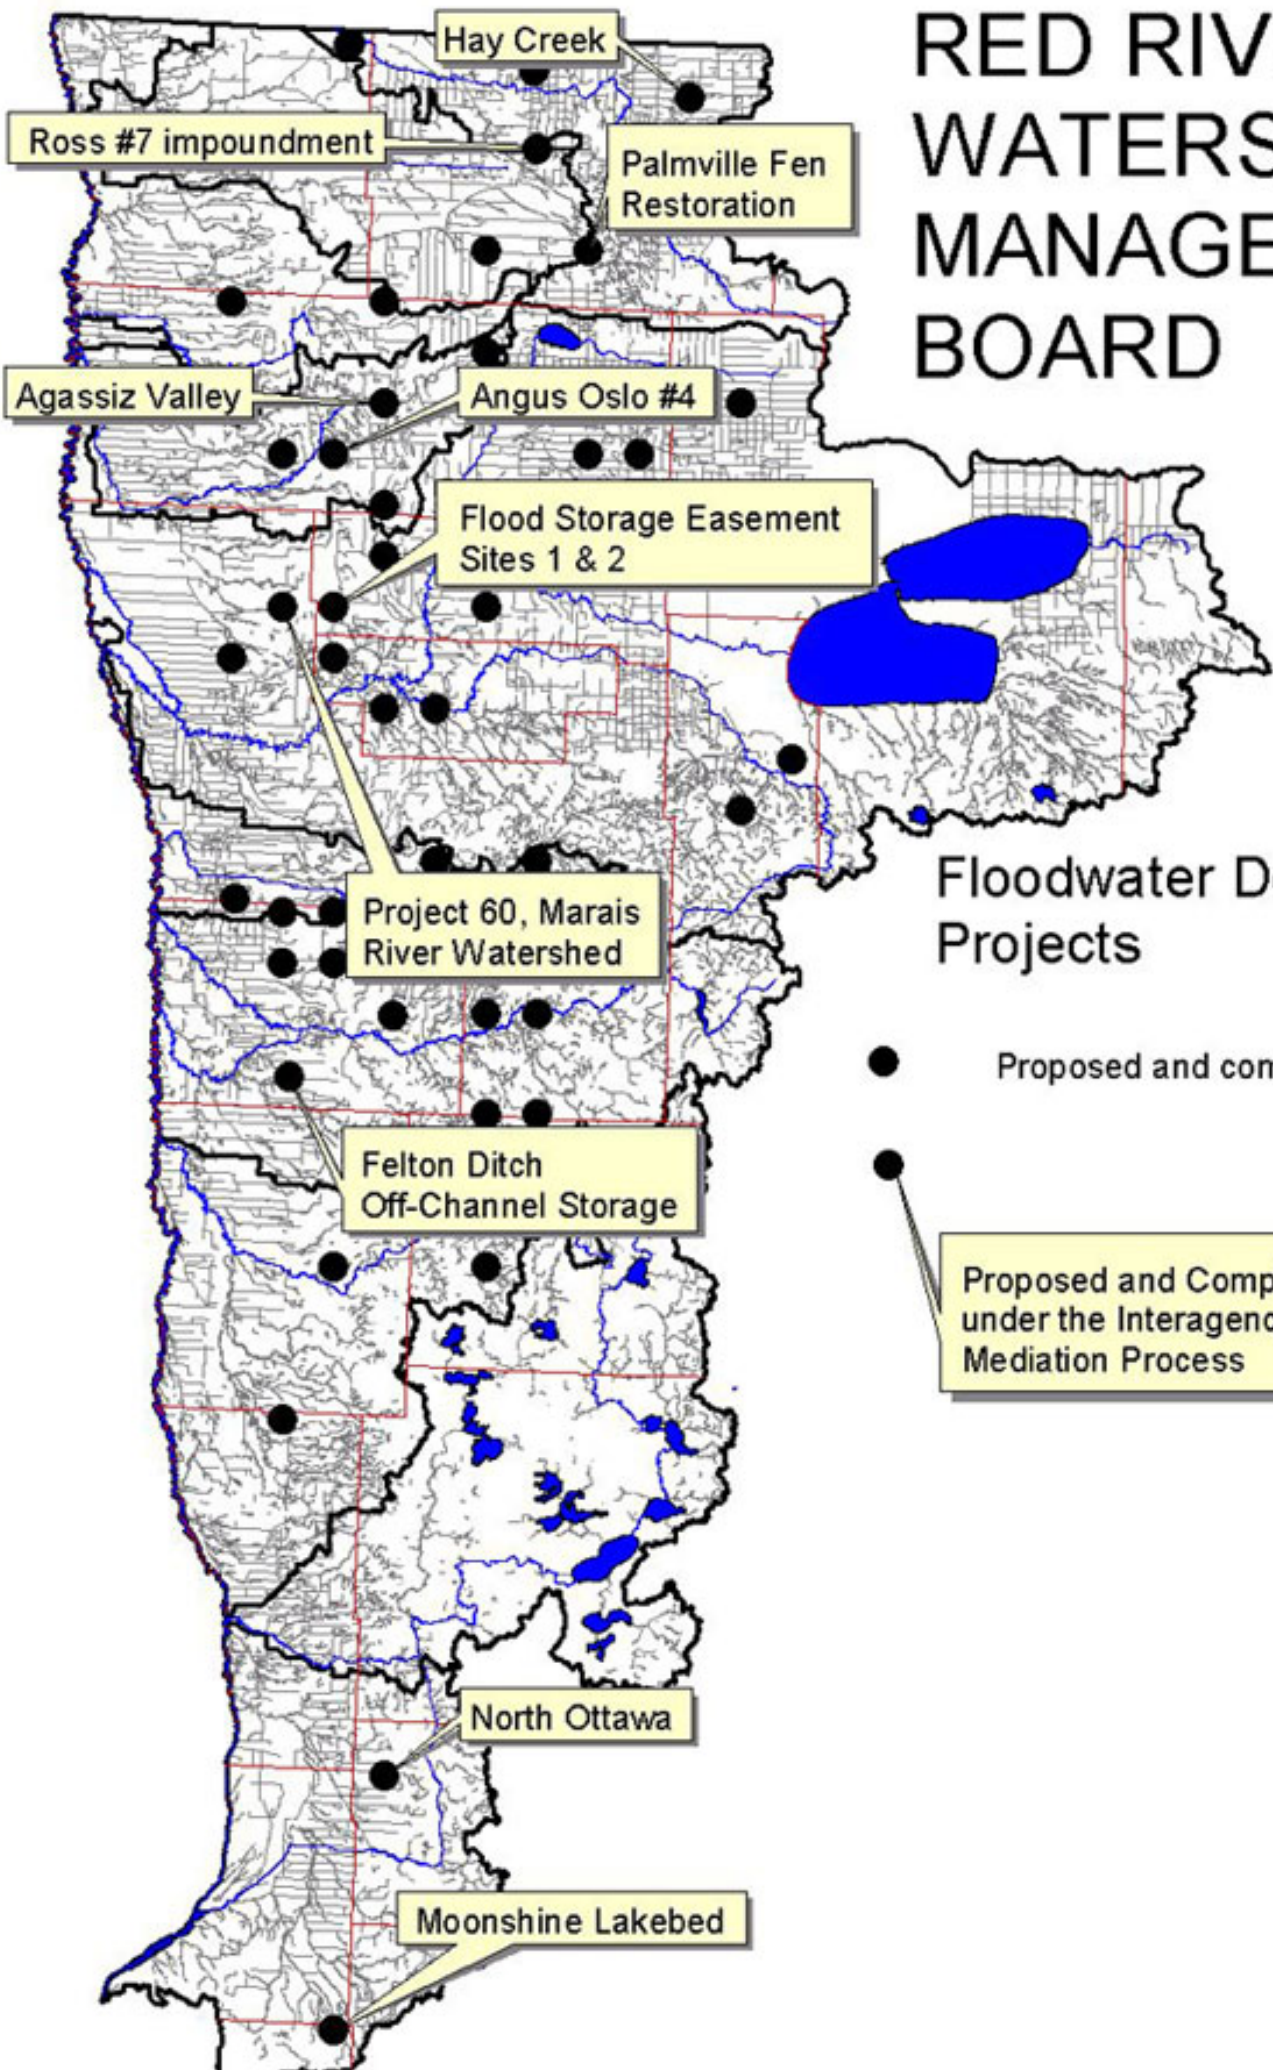 RED RIV
WATERS
MANAGE
BOARD
Hay Creek
Ross #7 impoundment
Palmville Fen
Restoration
Agassiz Valley
Angus Oslo #4
Flood Storage Easement
Sites 1 & 2
Project 60, Marais
River Watershed
Floodwater D
Projects
Proposed and com
Felton Ditch
Off-Channel Storage
Proposed and Comp
under the Interagenc
Mediation Process
North Ottawa
Moonshine Lakebed